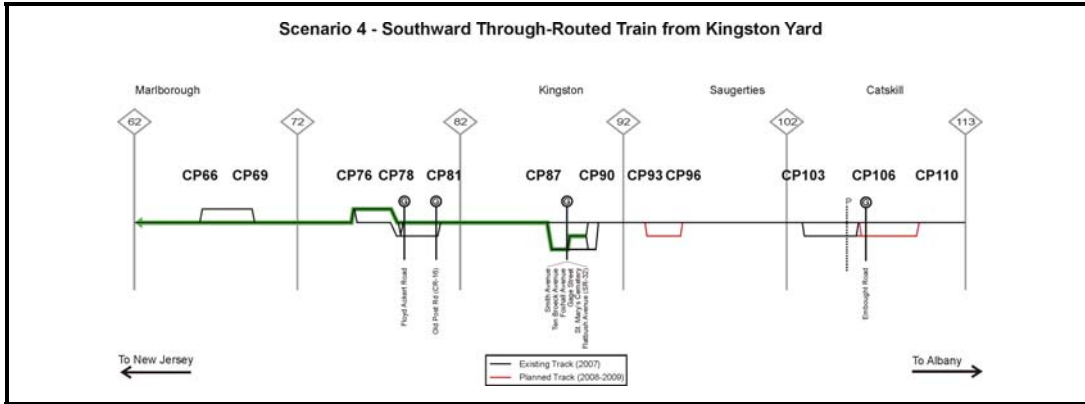 Scenario 4 - Southward Through-Routed Train from Kingston Yard
Marlborough
Kingston
Saugerties
Catskill
62
72
82
92
102
113
CP66
CP69
CP76
CP78
CP81
CP87
CP90
CP93
CP96
CP103
CP106
CP110
Floyd Ackert Road
Old Post Rd (CR-16)
Smith Avenue
Ten Broeck Avenue
Foxhall Avenue
Gage Street
St. Mary's Cemetery
Flatbush Avenue (SR-32)
Embought Road
To New Jersey
To Albany
Existing Track (2007)
Planned Track (2008-2009)